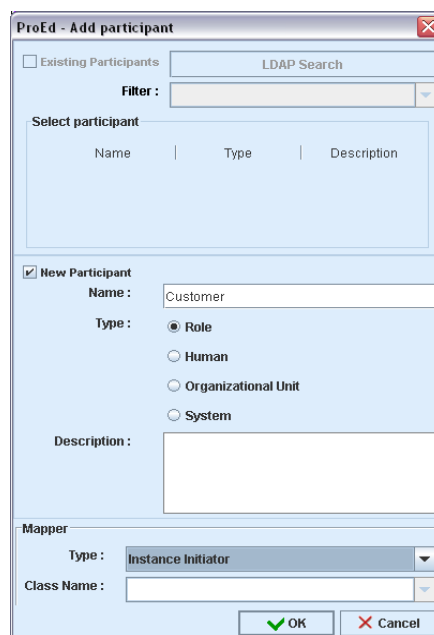 ProEd - Add participant
Existing Participants LDAP Search
Filter :
Select participant
Name Type Description
New Participant
Name : Customer
Type : Role
Human
Organizational Unit
System
Description :
Mapper
Type : Instance Initiator
Class Name :
OK Cancel